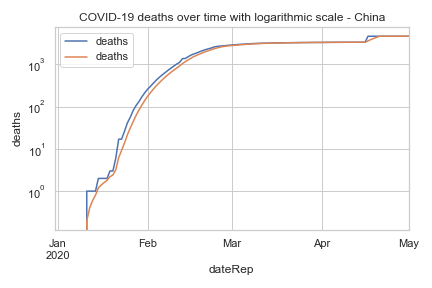 COVID-19 deaths over time with logarithmic scale - China
deaths
deaths
deaths
10³
10²
10¹
10⁰
Jan Feb Mar Apr May
2020
dateRep